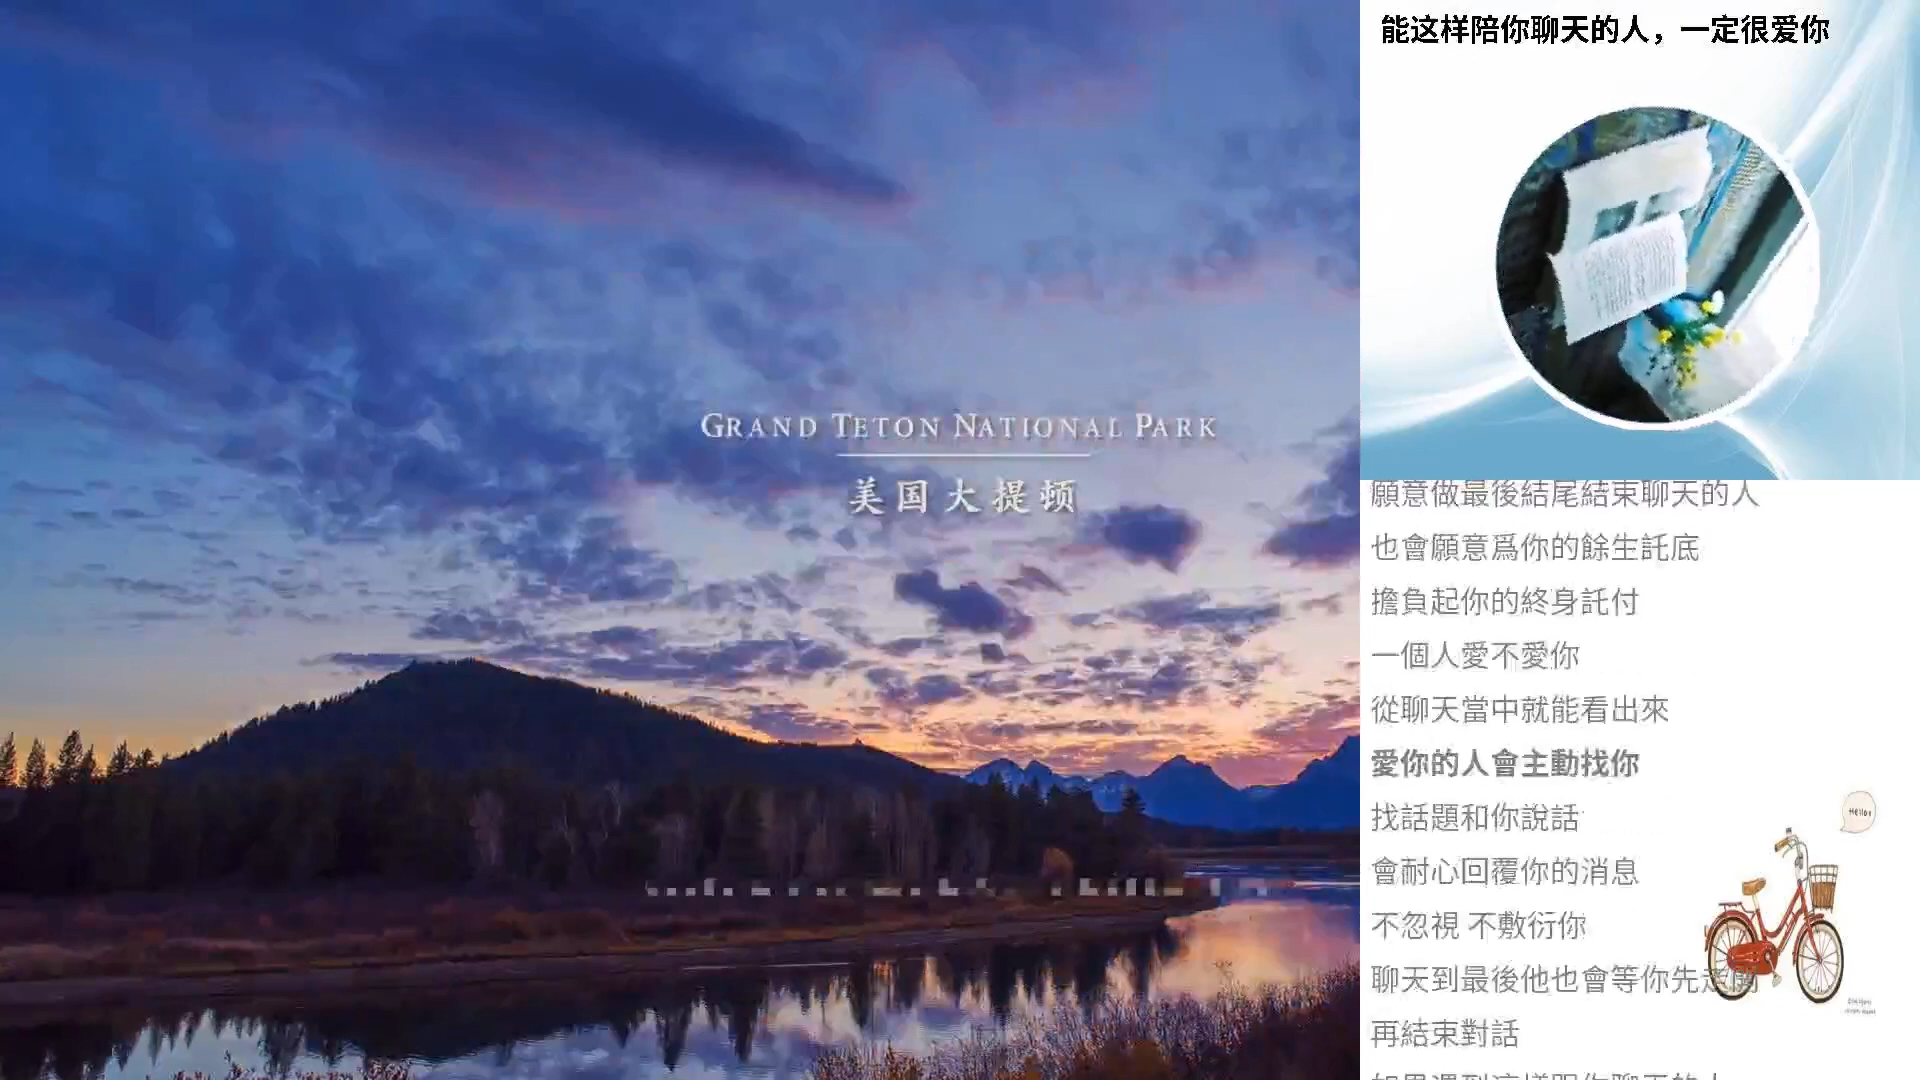 GRAND TETON NATIONAL PARK
美国大提顿
能这样陪你聊天的人，一定很爱你
願意做最後結尾結束聊天的人
也會願意爲你的餘生託底
擔負起你的終身託付
一個人愛不愛你
從聊天當中就能看出來
愛你的人會主動找你
找話題和你說話
會耐心回覆你的消息
不忽視 不敷衍你
聊天到最後他也會等你先走開
再結束對話
Hello!